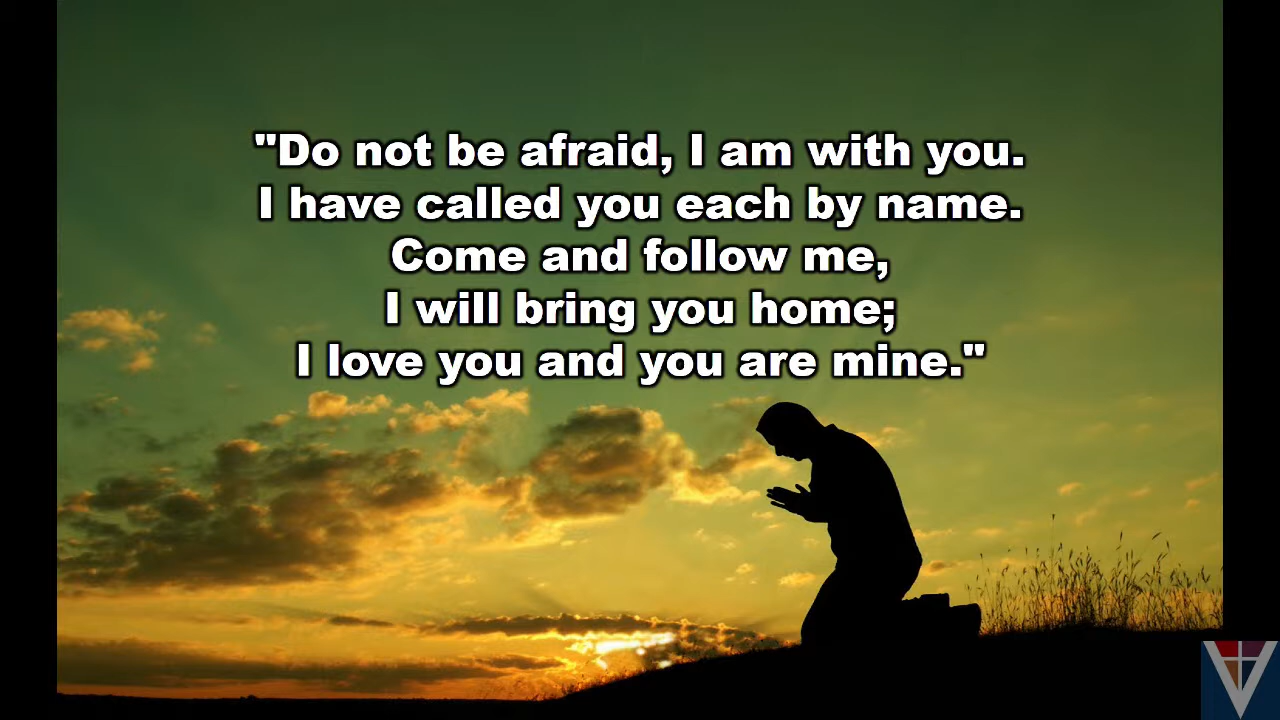 "Do not be afraid, I am with you.
I have called you each by name.
Come and follow me,
I will bring you home;
I love you and you are mine."